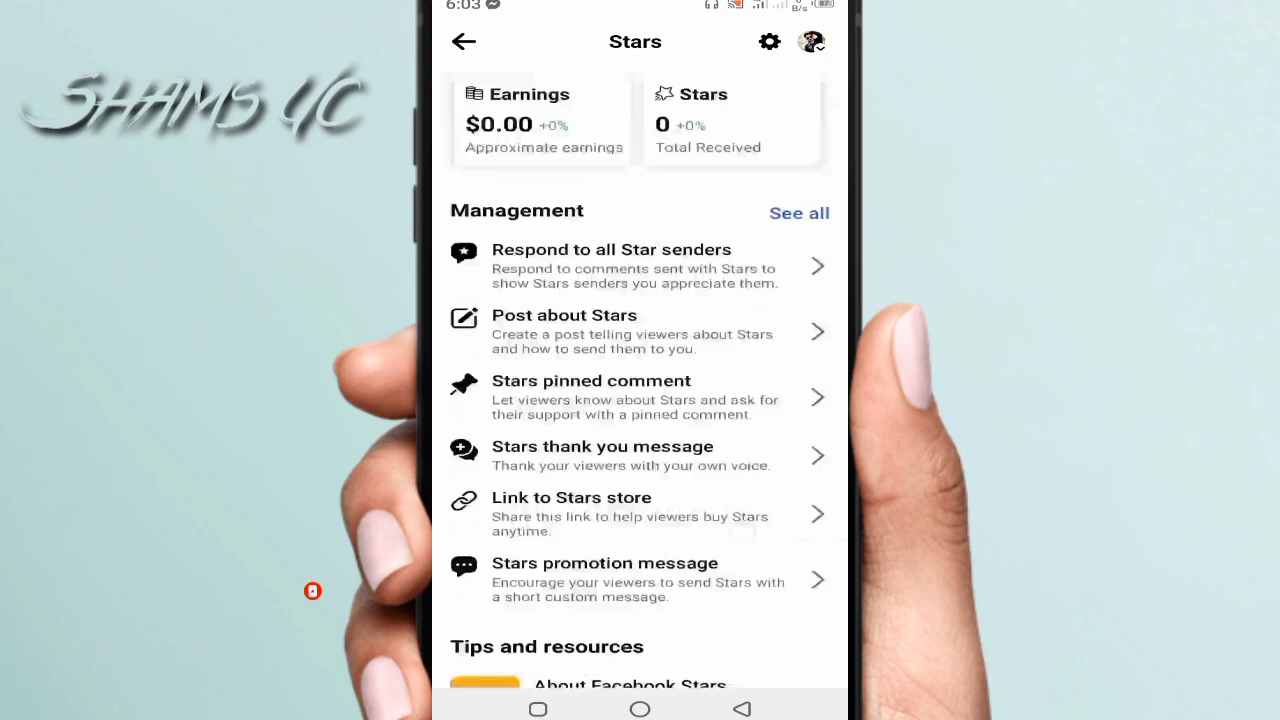 6:03
B/s
87
SHAMS YC
Stars
Earnings
Stars
$0.00 +0%
0 +0%
Approximate earnings
Total Received
Management
See all
Respond to all Star senders
Respond to comments sent with Stars to
show Stars senders you appreciate them.
Post about Stars
Create a post telling viewers about Stars
and how to send them to you.
Stars pinned comment
Let viewers know about Stars and ask for
their support with a pinned comment.
Stars thank you message
Thank your viewers with your own voice.
Link to Stars store
Share this link to help viewers buy Stars
anytime.
Stars promotion message
Encourage your viewers to send Stars with
a short custom message.
Tips and resources
About Facebook Stars